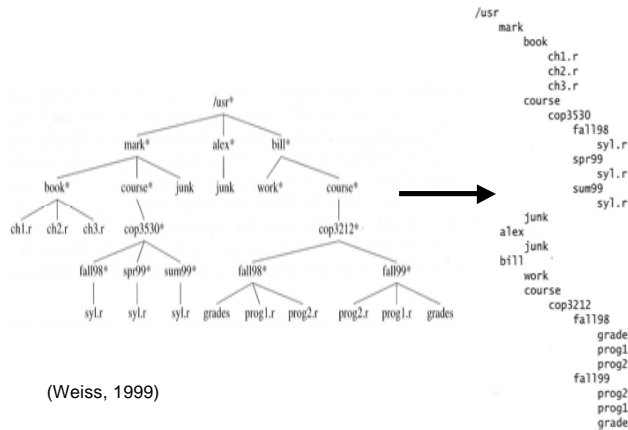 /usr*
mark* alex* bill*
book* course* junk junk work* course*
ch1.r ch2.r ch3.r cop3530* cop3212*
fall98* spr99* sum99* fall98* fall99*
syl.r syl.r syl.r grades prog1.r prog2.r prog2.r prog1.r grades
(Weiss, 1999)
/usr
mark
book
ch1.r
ch2.r
ch3.r
course
cop3530
fall98
syl.r
spr99
syl.r
sum99
syl.r
junk
alex
junk
bill
work
course
cop3212
fall98
grade
prog1
prog2
fall99
prog2
prog1
grade